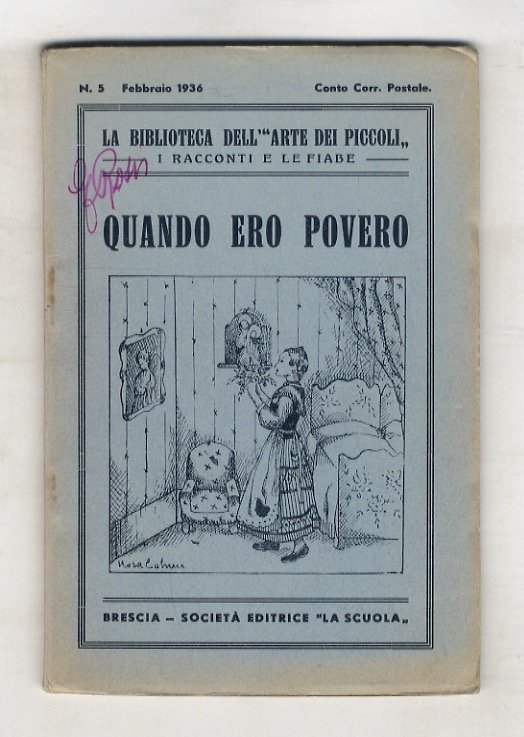 N. 5 Febbraio 1936 Conto Corr. Postale.
LA BIBLIOTECA DELL'"ARTE DEI PICCOLI„
I RACCONTI E LE FIABE
QUANDO ERO POVERO
Nora
BRESCIA — SOCIETÀ EDITRICE "LA SCUOLA„